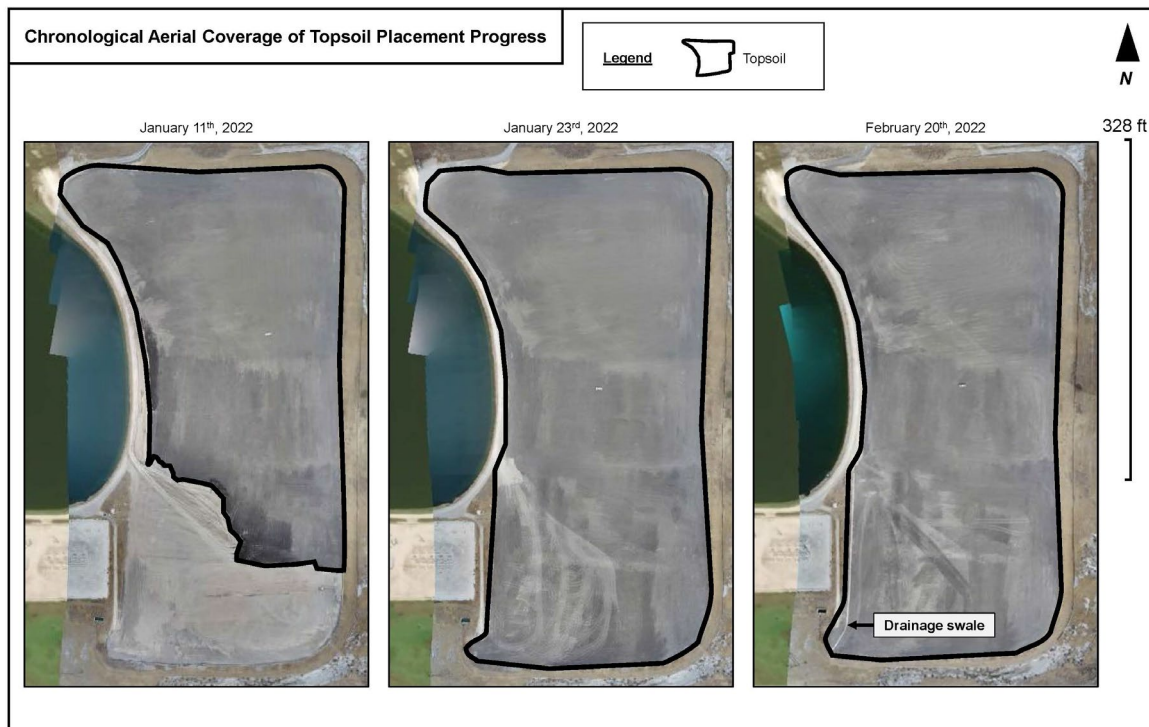 Chronological Aerial Coverage of Topsoil Placement Progress
Legend
Topsoil
N
January 11th, 2022
January 23rd, 2022
February 20th, 2022
328 ft
Drainage swale